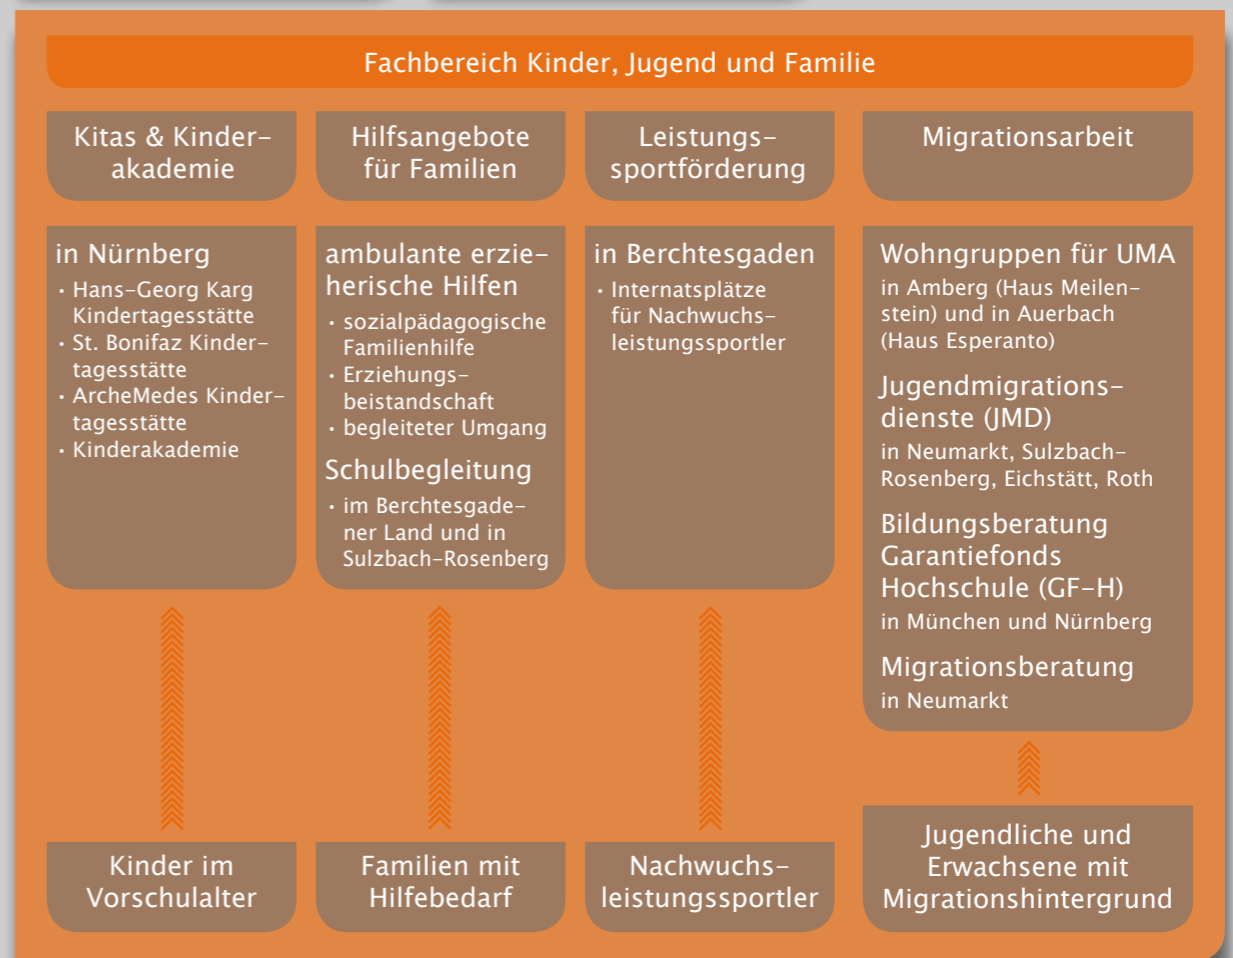 Fachbereich Kinder, Jugend und Familie
Kitas & Kinder-
akademie
in Nürnberg
• Hans-Georg Karg
Kindertagesstätte
• St. Bonifaz Kinder-
tagesstätte
• ArcheMedes Kinder-
tagesstätte
• Kinderakademie
Kinder im
Vorschulalter
Hilfsangebote
für Familien
ambulante erzie-
herische Hilfen
• sozialpädagogische
Familienhilfe
• Erziehungs-
beistandschaft
• begleiteter Umgang
Schulbegleitung
• im Berchtesgade-
ner Land und in
Sulzbach-Rosenberg
Familien mit
Hilfebedarf
Leistungs-
sportförderung
in Berchtesgaden
• Internatsplätze
für Nachwuchs-
leistungssportler
Nachwuchs-
leistungssportler
Migrationsarbeit
Wohngruppen für UMA
in Amberg (Haus Meilen-
stein) und in Auerbach
(Haus Esperanto)
Jugendmigrations-
dienste (JMD)
in Neumarkt, Sulzbach-
Rosenberg, Eichstätt, Roth
Bildungsberatung
Garantiefonds
Hochschule (GF-H)
in München und Nürnberg
Migrationsberatung
in Neumarkt
Jugendliche und
Erwachsene mit
Migrationshintergrund